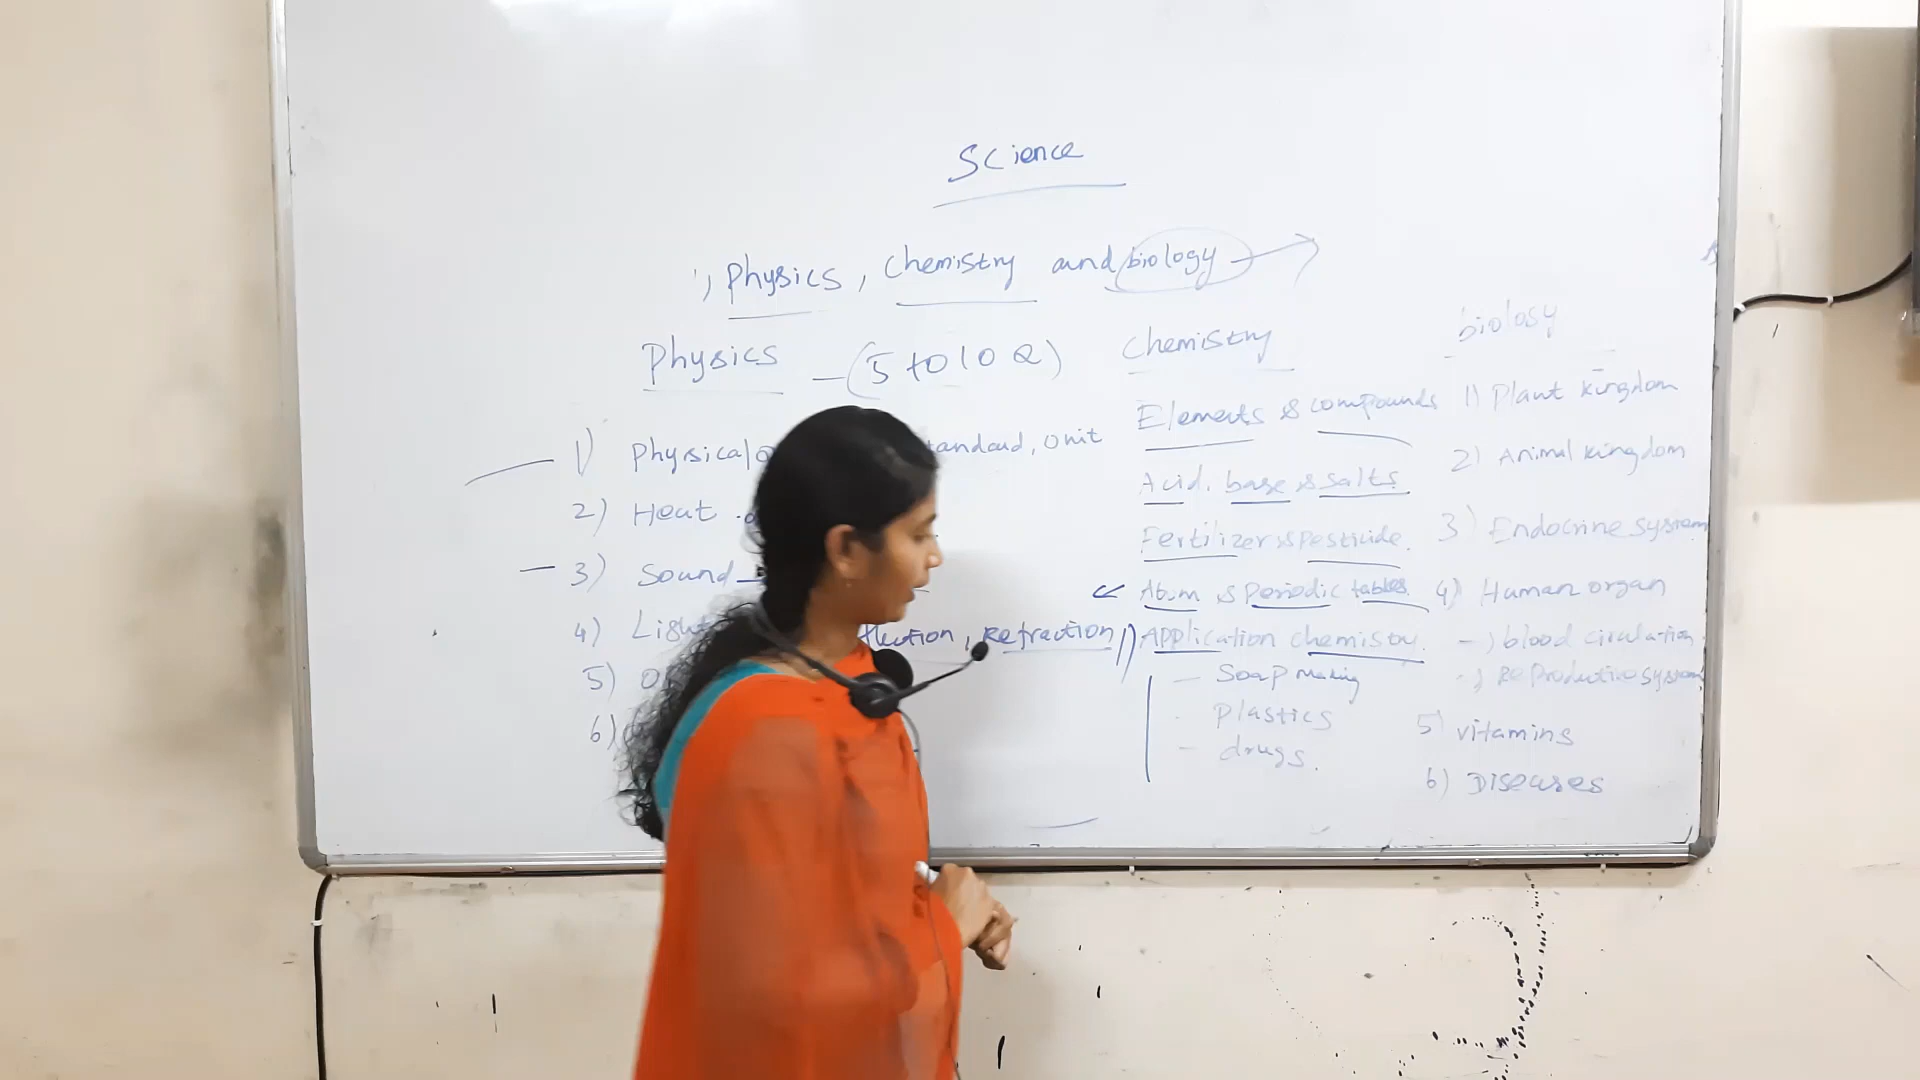 Science
Physics, Chemistry and biology
Physics - (5 to 10 Q)
1) Physical standard, unit
2) Heat
3) Sound
4) Light Refraction
5)
6)
Chemistry
Elements & compounds
Acid, base & salts
Fertilizer & pesticide.
Atom & Periodic tables
Application chemistry.
- Soap making
- plastics
- drugs.
biology
1) Plant kingdom
2) Animal kingdom
3) Endocrine system
4) Human organ
-) blood circulation
-) Reproductive system
5) vitamins
6) Diseases